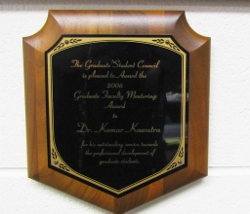 The Graduate Student Council
is pleased to Award the
2006
Graduate Faculty Mentoring
Award
to
Dr. Kumar Kawatra
for his outstanding service towards
the professional development of
graduate students.